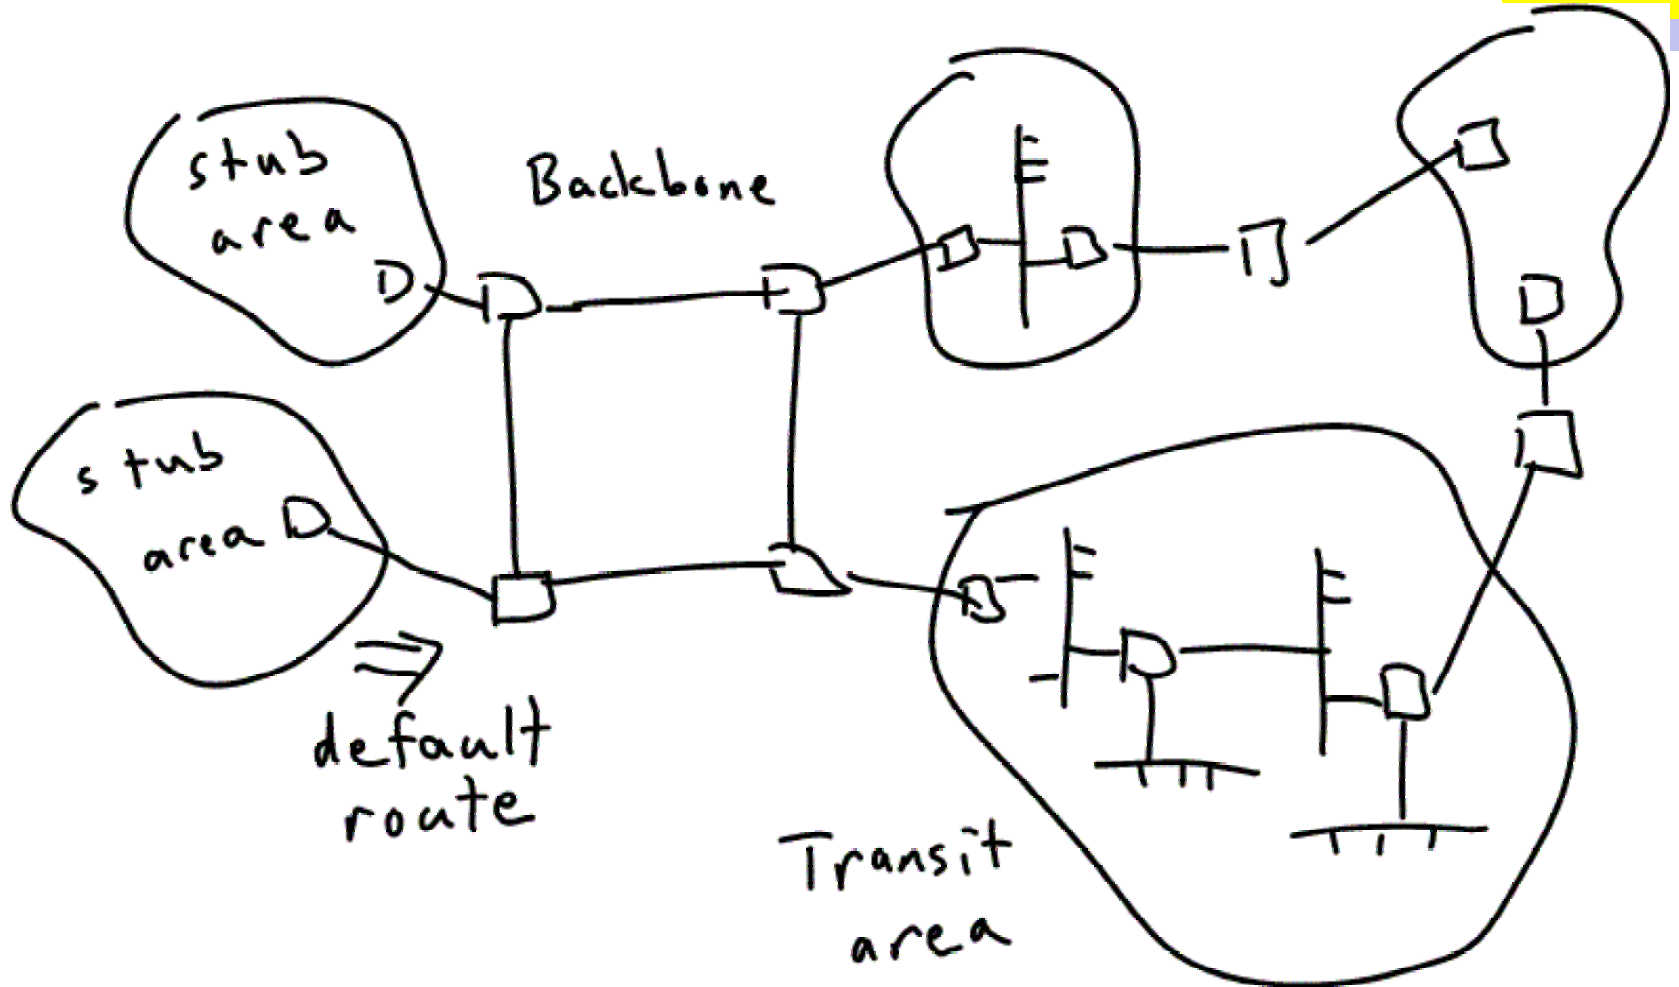 stub
area
Backbone
stub
area
default
route
Transit
area